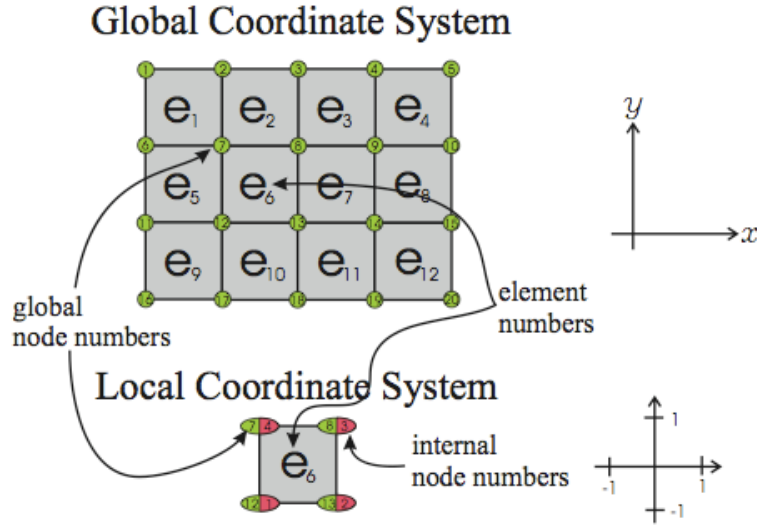 Global Coordinate System
1 2 3 4 5
e1 e2 e3 e4
6 7 8 9 10
e5 e6 e7 e8
11 12 13 14 15
e9 e10 e11 e12
16 17 18 19 20
y
x
global
node numbers
element
numbers
Local Coordinate System
7 4 8 3
e6
12 1 13 2
internal
node numbers
1
-1 1
-1